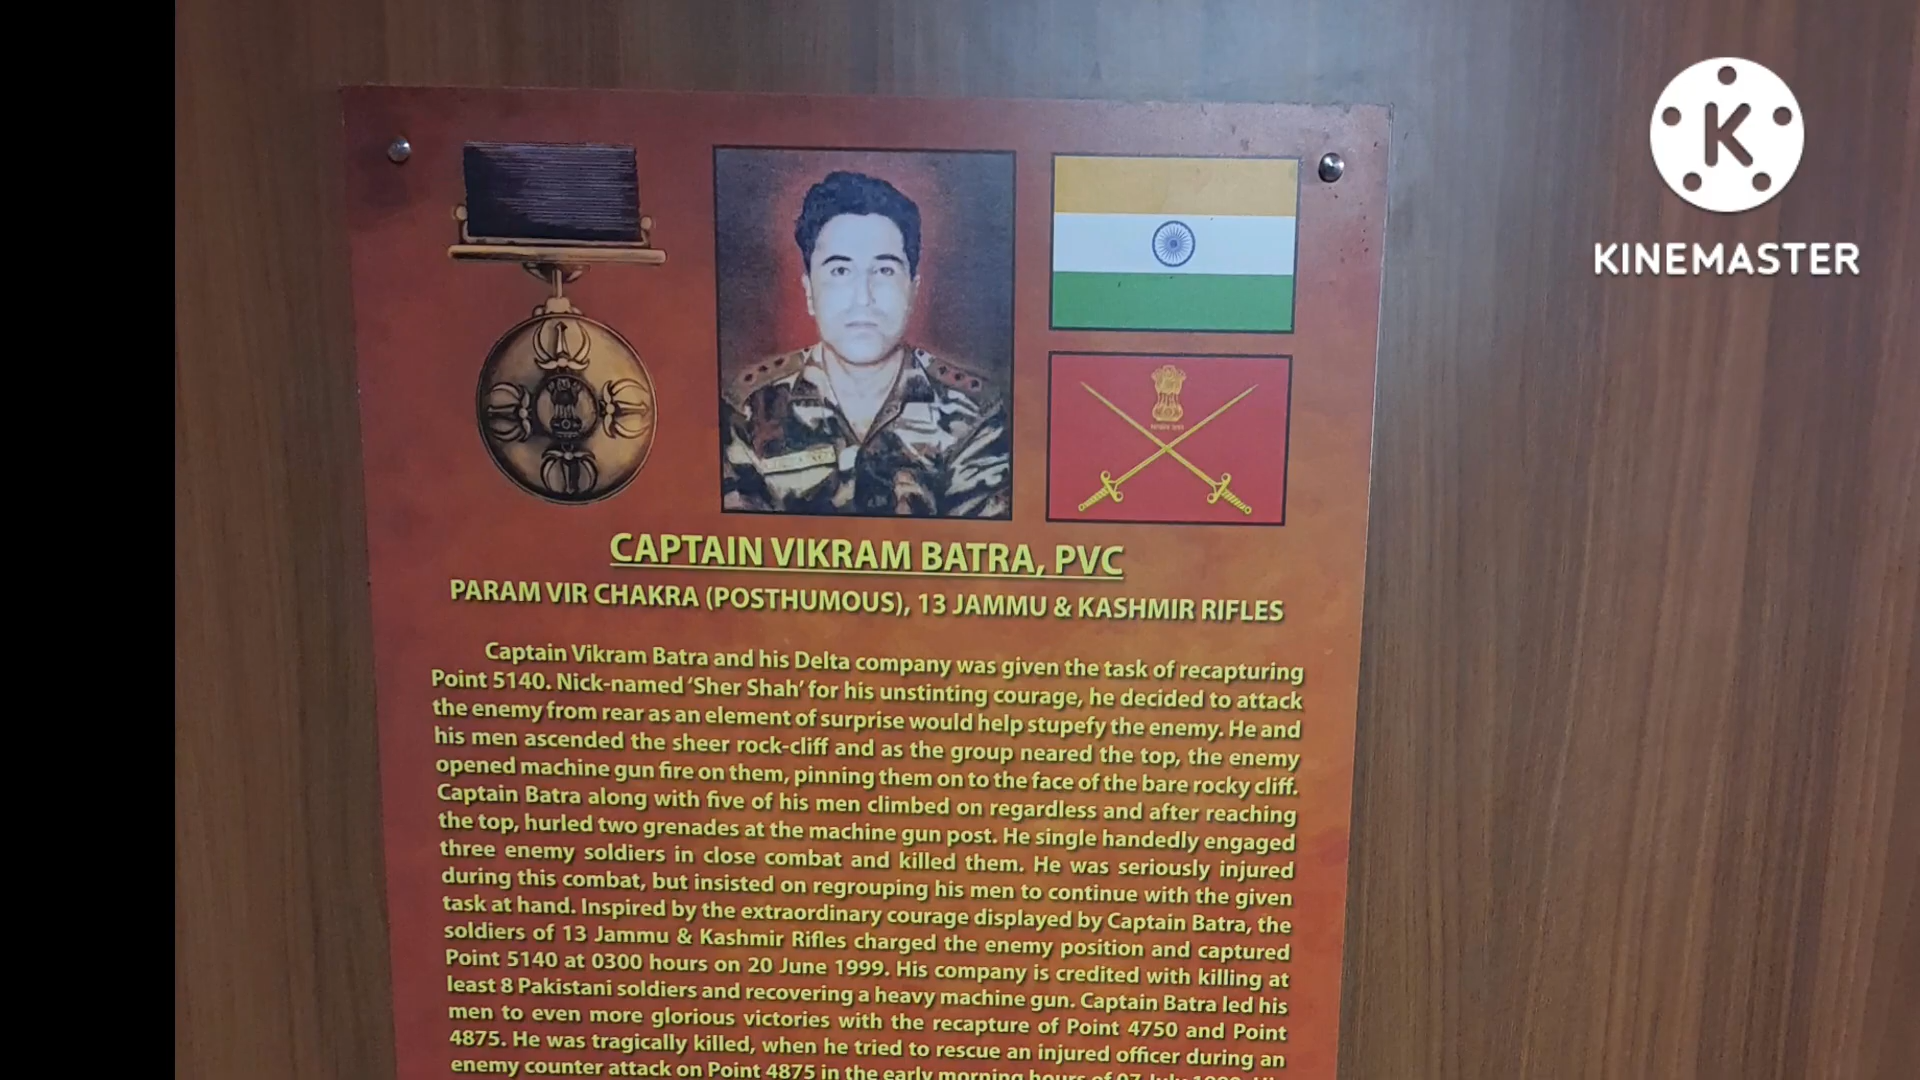 K
KINEMASTER
CAPTAIN VIKRAM BATRA, PVC
PARAM VIR CHAKRA (POSTHUMOUS), 13 JAMMU & KASHMIR RIFLES
Captain Vikram Batra and his Delta company was given the task of recapturing
Point 5140. Nick-named 'Sher Shah' for his unstinting courage, he decided to attack
the enemy from rear as an element of surprise would help stupefy the enemy. He and
his men ascended the sheer rock-cliff and as the group neared the top, the enemy
opened machine gun fire on them, pinning them on to the face of the bare rocky cliff.
Captain Batra along with five of his men climbed on regardless and after reaching
the top, hurled two grenades at the machine gun post. He single handedly engaged
three enemy soldiers in close combat and killed them. He was seriously injured
during this combat, but insisted on regrouping his men to continue with the given
task at hand. Inspired by the extraordinary courage displayed by Captain Batra, the
soldiers of 13 Jammu & Kashmir Rifles charged the enemy position and captured
Point 5140 at 0300 hours on 20 June 1999. His company is credited with killing at
least 8 Pakistani soldiers and recovering a heavy machine gun. Captain Batra led his
men to even more glorious victories with the recapture of Point 4750 and Point
4875. He was tragically killed, when he tried to rescue an injured officer during an
enemy counter attack on Point 4875 in the early morning hours of 07 July